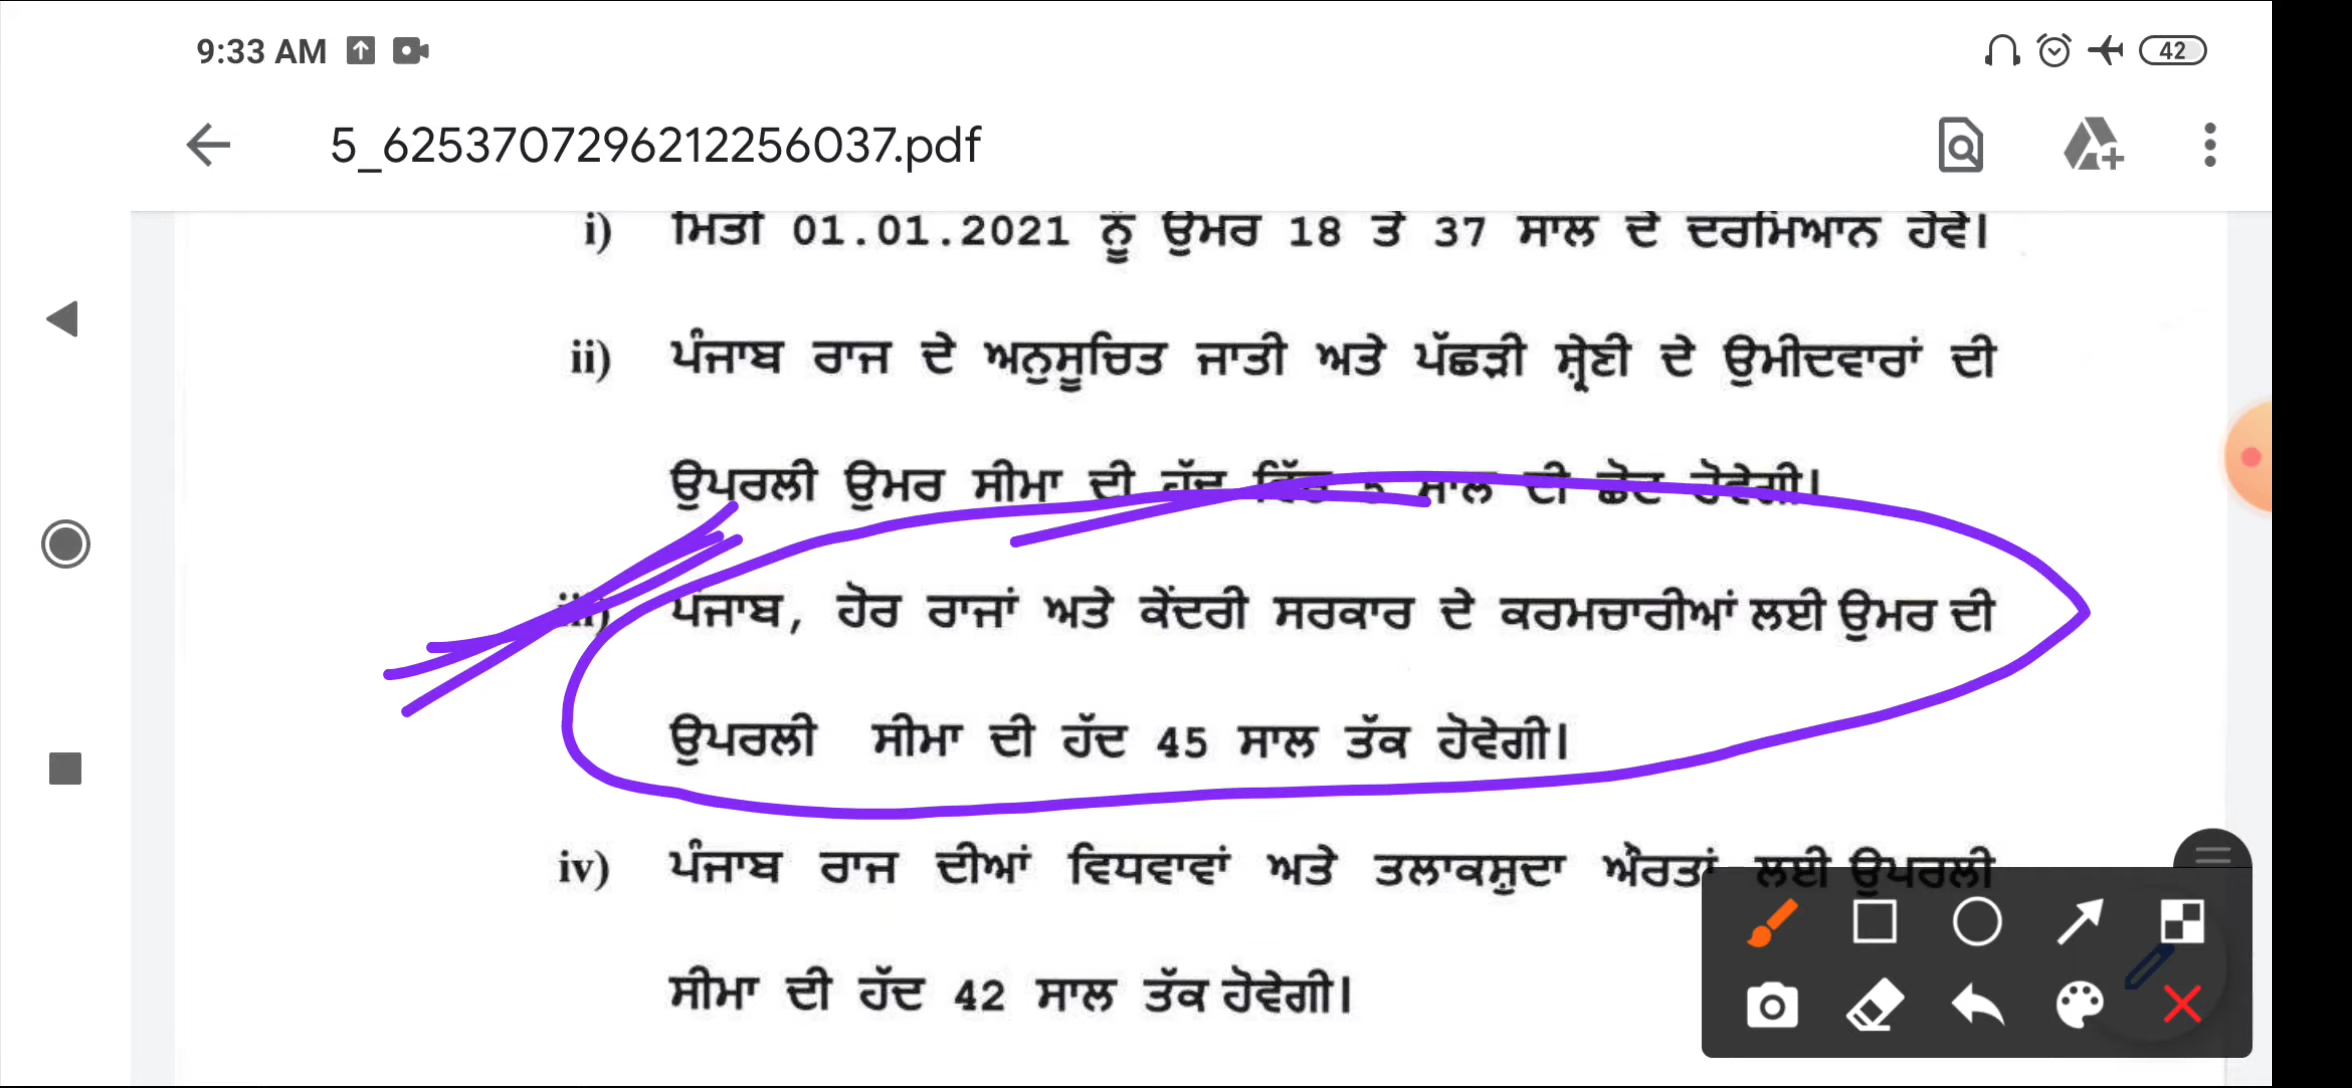 9:33 AM
42
5_6253707296212256037.pdf
i) ਮਿਤੀ 01.01.2021 ਨੂੰ ਉਮਰ 18 ਤੋਂ 37 ਸਾਲ ਦੇ ਦਰਮਿਆਨ ਹੋਵੇ।
ii) ਪੰਜਾਬ ਰਾਜ ਦੇ ਅਨੁਸੂਚਿਤ ਜਾਤੀ ਅਤੇ ਪੱਛੜੀ ਸ਼੍ਰੇਣੀ ਦੇ ਉਮੀਦਵਾਰਾਂ ਦੀ
ਉਪਰਲੀ ਉਮਰ ਸੀਮਾ ਦੀ ਹੱਦ ਵਿੱਚ 5 ਸਾਲ ਦੀ ਛੋਟ ਹੋਵੇਗੀ।
iii) ਪੰਜਾਬ, ਹੋਰ ਰਾਜਾਂ ਅਤੇ ਕੇਂਦਰੀ ਸਰਕਾਰ ਦੇ ਕਰਮਚਾਰੀਆਂ ਲਈ ਉਮਰ ਦੀ
ਉਪਰਲੀ ਸੀਮਾ ਦੀ ਹੱਦ 45 ਸਾਲ ਤੱਕ ਹੋਵੇਗੀ।
iv) ਪੰਜਾਬ ਰਾਜ ਦੀਆਂ ਵਿਧਵਾਵਾਂ ਅਤੇ ਤਲਾਕਸ਼ੁਦਾ ਔਰਤਾਂ ਲਈ ਉਪਰਲੀ
ਸੀਮਾ ਦੀ ਹੱਦ 42 ਸਾਲ ਤੱਕ ਹੋਵੇਗੀ।